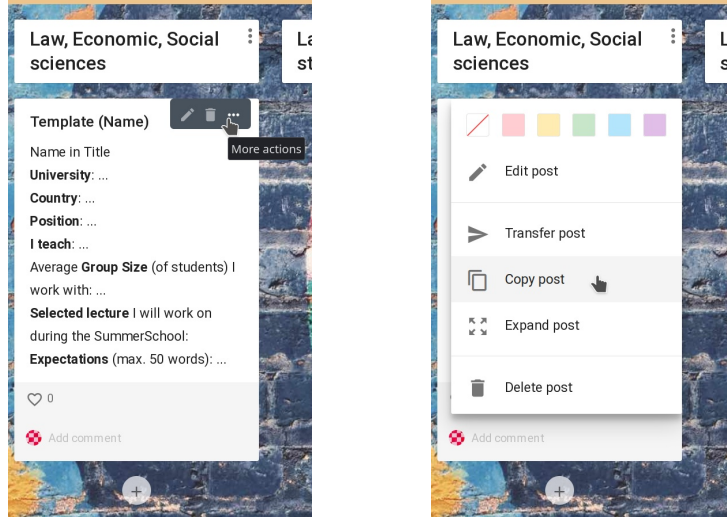 Law, Economic, Social
sciences
La
st
Template (Name)
More actions
Name in Title
University: ...
Country: ...
Position: ...
I teach: ...
Average Group Size (of students) I
work with: ...
Selected lecture I will work on
during the SummerSchool:
Expectations (max. 50 words): ...
0
Add comment
+
Law, Economic, Social
sciences
L
s
Edit post
Transfer post
Copy post
Expand post
Delete post
Add comment
+